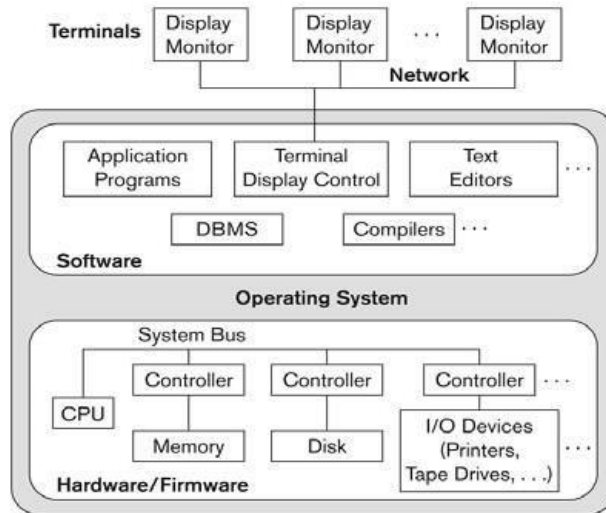 Terminals
Display
Monitor
Display
Monitor
. . .
Display
Monitor
Network
Application
Programs
Terminal
Display Control
Text
Editors
. . .
DBMS
Compilers
. . .
Software
Operating System
System Bus
Controller
Controller
Controller
. . .
CPU
Memory
Disk
I/O Devices
(Printers,
Tape Drives, . . .)
. . .
Hardware/Firmware